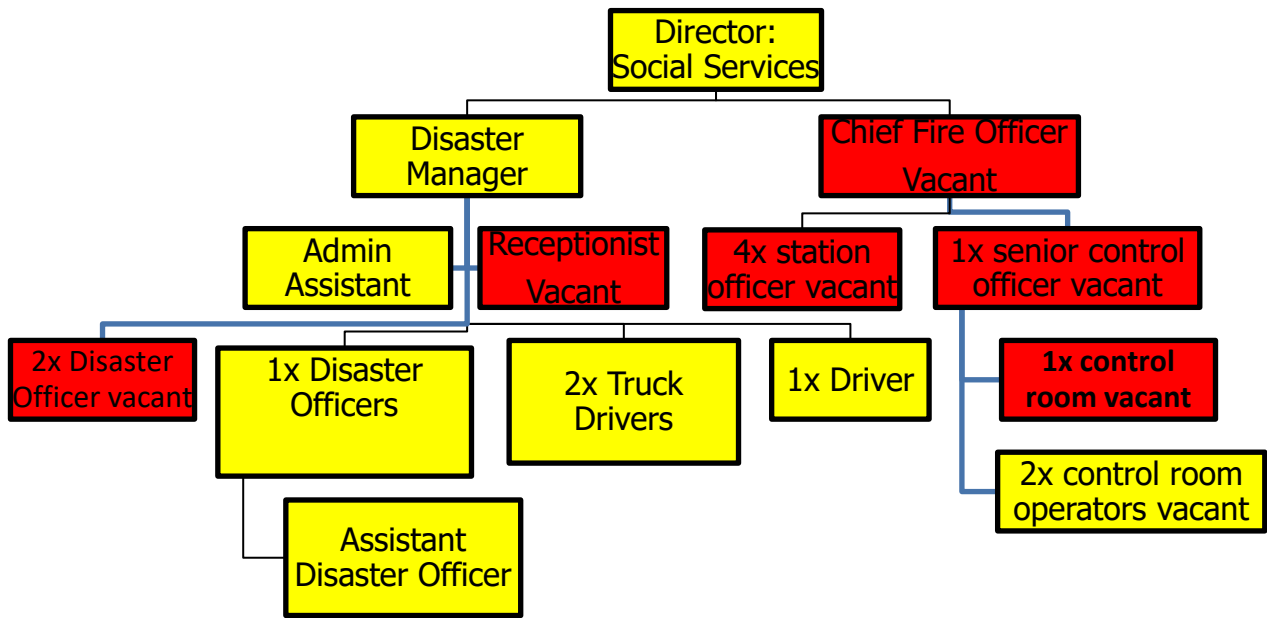 Director:
Social Services
Disaster
Manager
Chief Fire Officer
Vacant
Admin
Assistant
Receptionist
Vacant
4x station
officer vacant
1x senior control
officer vacant
2x Disaster
Officer vacant
1x Disaster
Officers
2x Truck
Drivers
1x Driver
1x control
room vacant
2x control room
operators vacant
Assistant
Disaster Officer